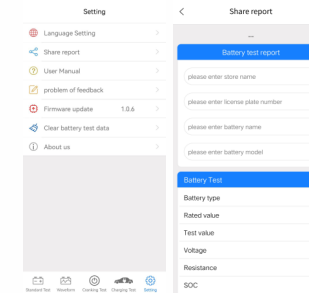 Setting
Language Setting
Share report
User Manual
problem of feedback
Firmware update 1.0.6
Clear battery test data
About us
Standard Test Waveform Cranking Test Charging Test Setting
Share report
--
Battery test report
please enter store name
please enter license plate number
please enter battery name
please enter battery model
Battery Test
Battery type
Rated value
Test value
Voltage
Resistance
SOC